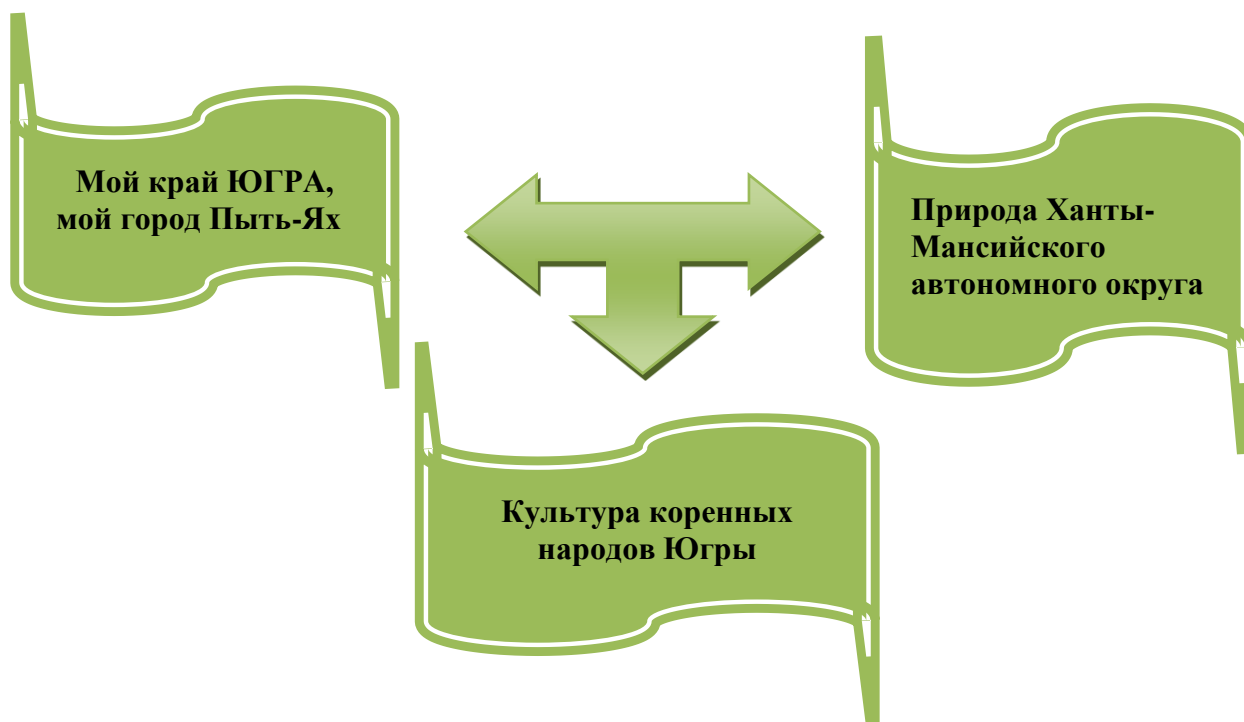 Мой край ЮГРА,
мой город Пыть-Ях
Природа Ханты-
Мансийского
автономного округа
Культура коренных
народов Югры